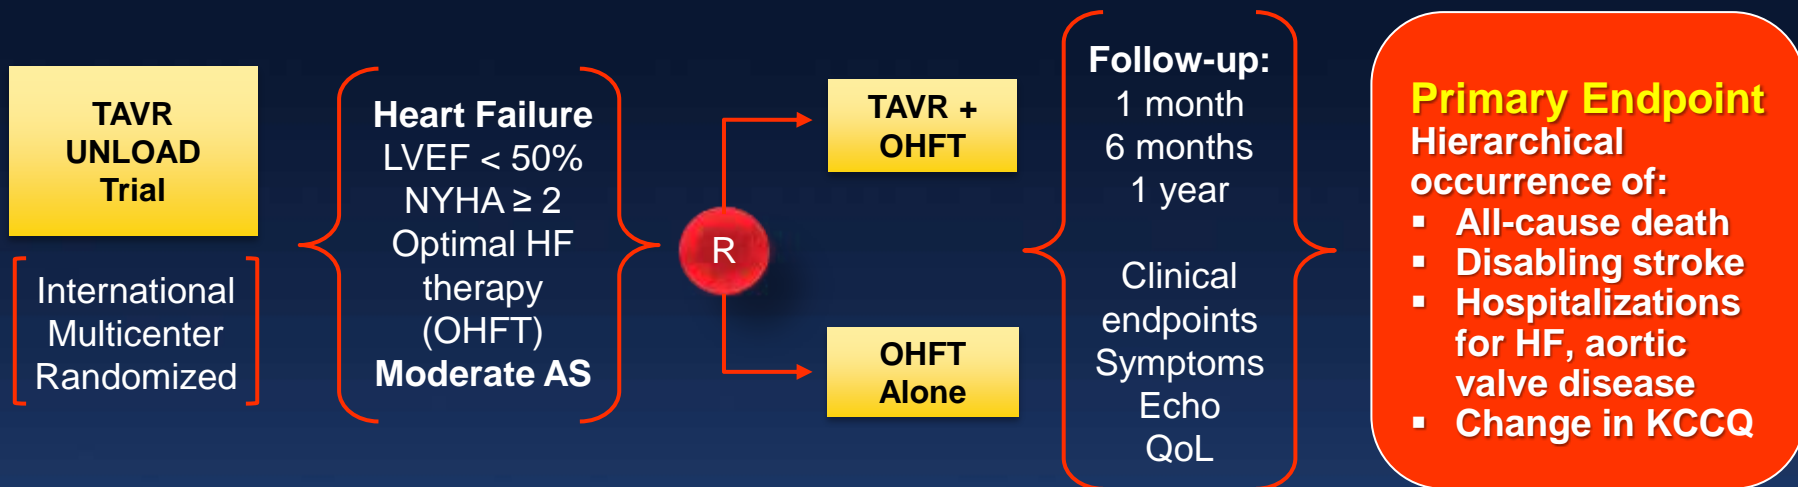 TAVR
UNLOAD
Trial
International
Multicenter
Randomized
Heart Failure
LVEF < 50%
NYHA ≥ 2
Optimal HF
therapy
(OHFT)
Moderate AS
R
TAVR +
OHFT
OHFT
Alone
Follow-up:
1 month
6 months
1 year
Clinical
endpoints
Symptoms
Echo
QoL
Primary Endpoint
Hierarchical
occurrence of:
▪ All-cause death
▪ Disabling stroke
▪ Hospitalizations
for HF, aortic
valve disease
▪ Change in KCCQ